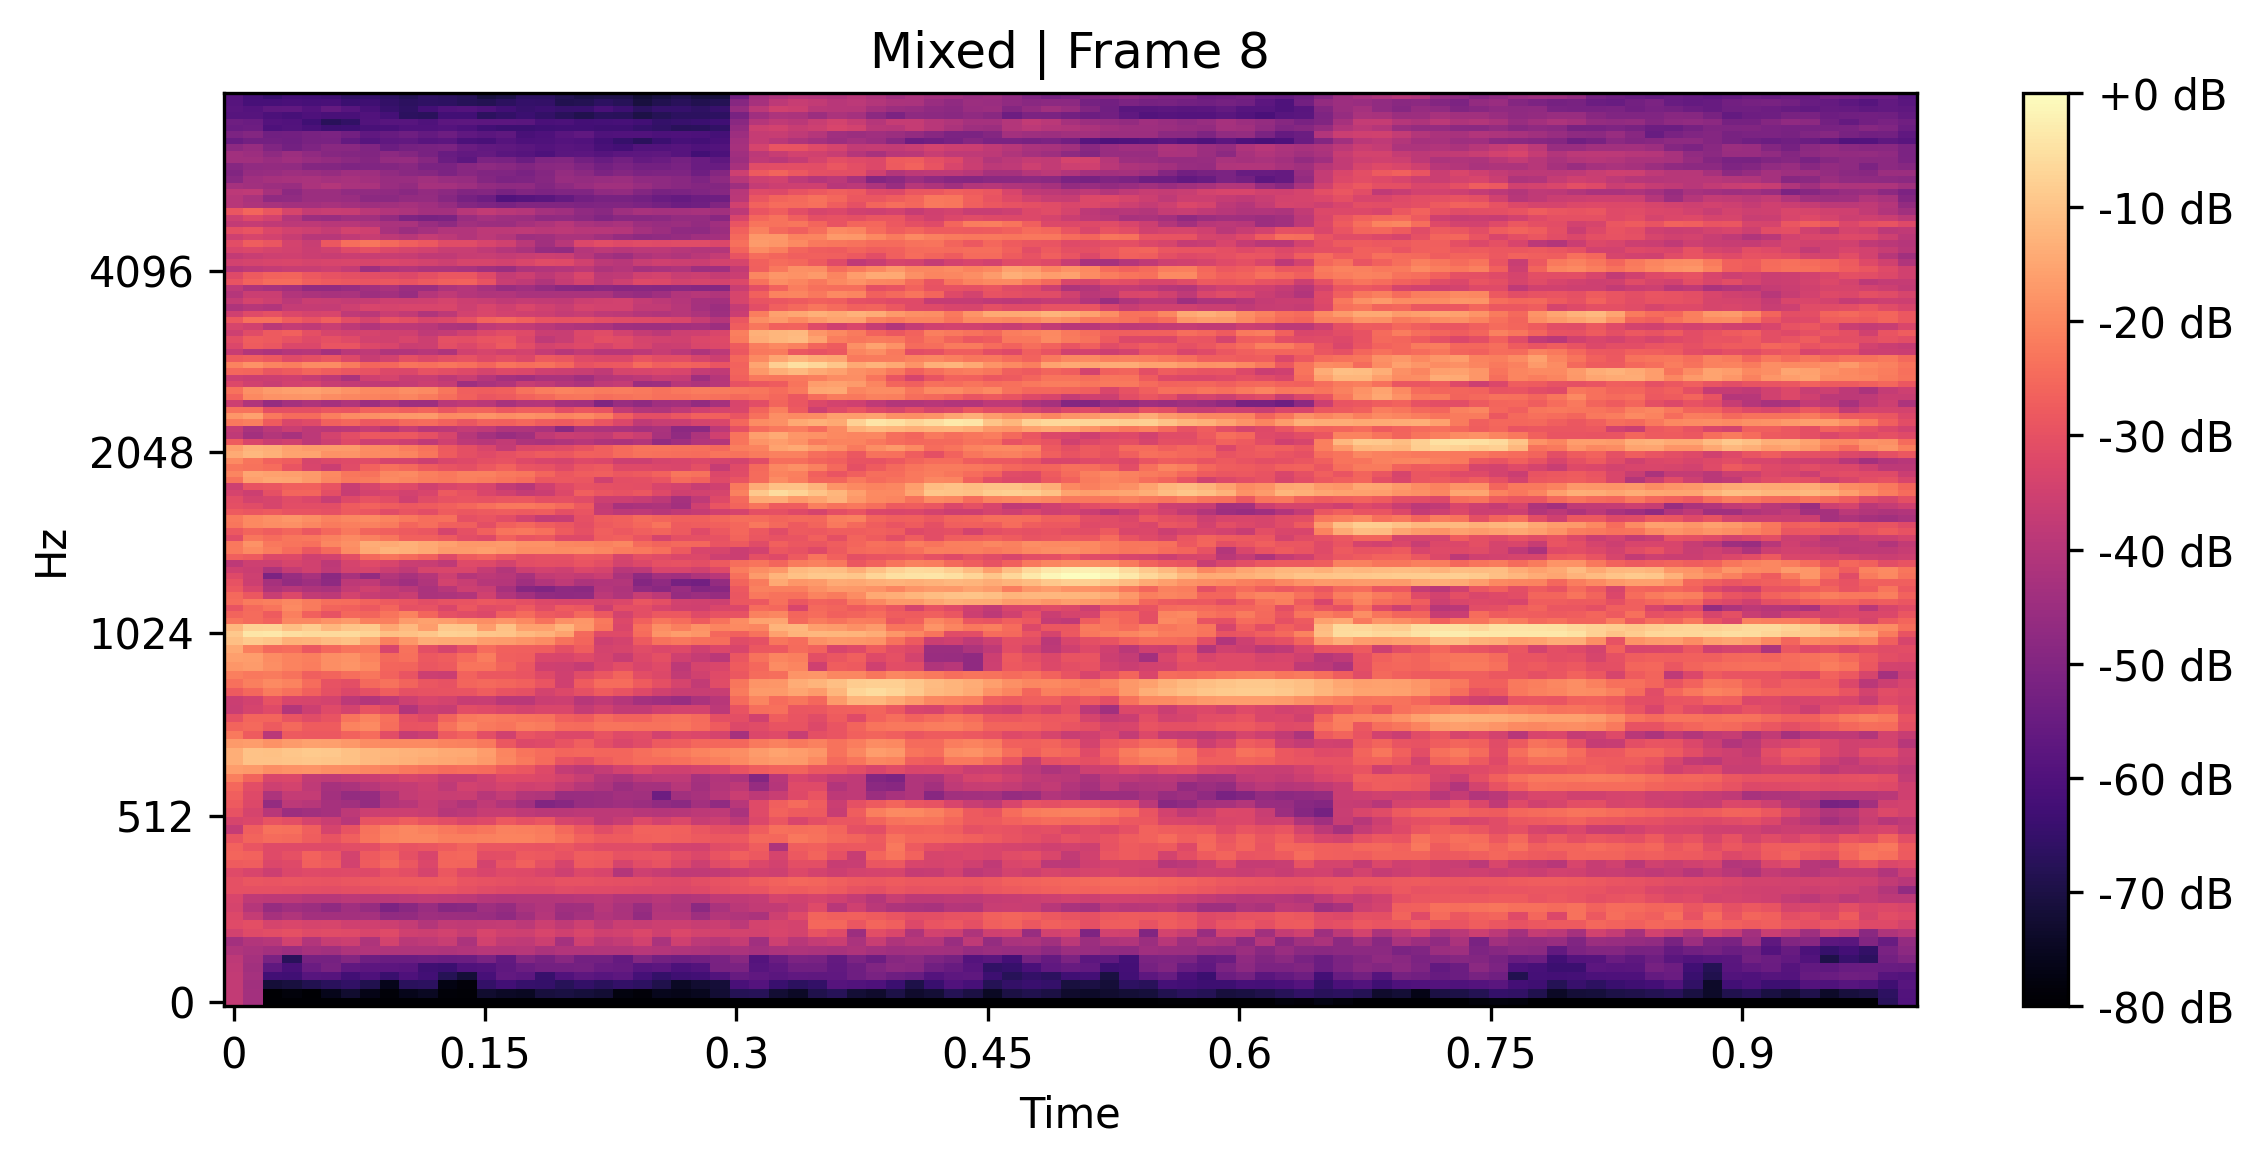 Mixed | Frame 8
+0 dB
-10 dB
-20 dB
-30 dB
-40 dB
-50 dB
-60 dB
-70 dB
-80 dB
4096
2048
1024
512
0
Hz
0 0.15 0.3 0.45 0.6 0.75 0.9
Time